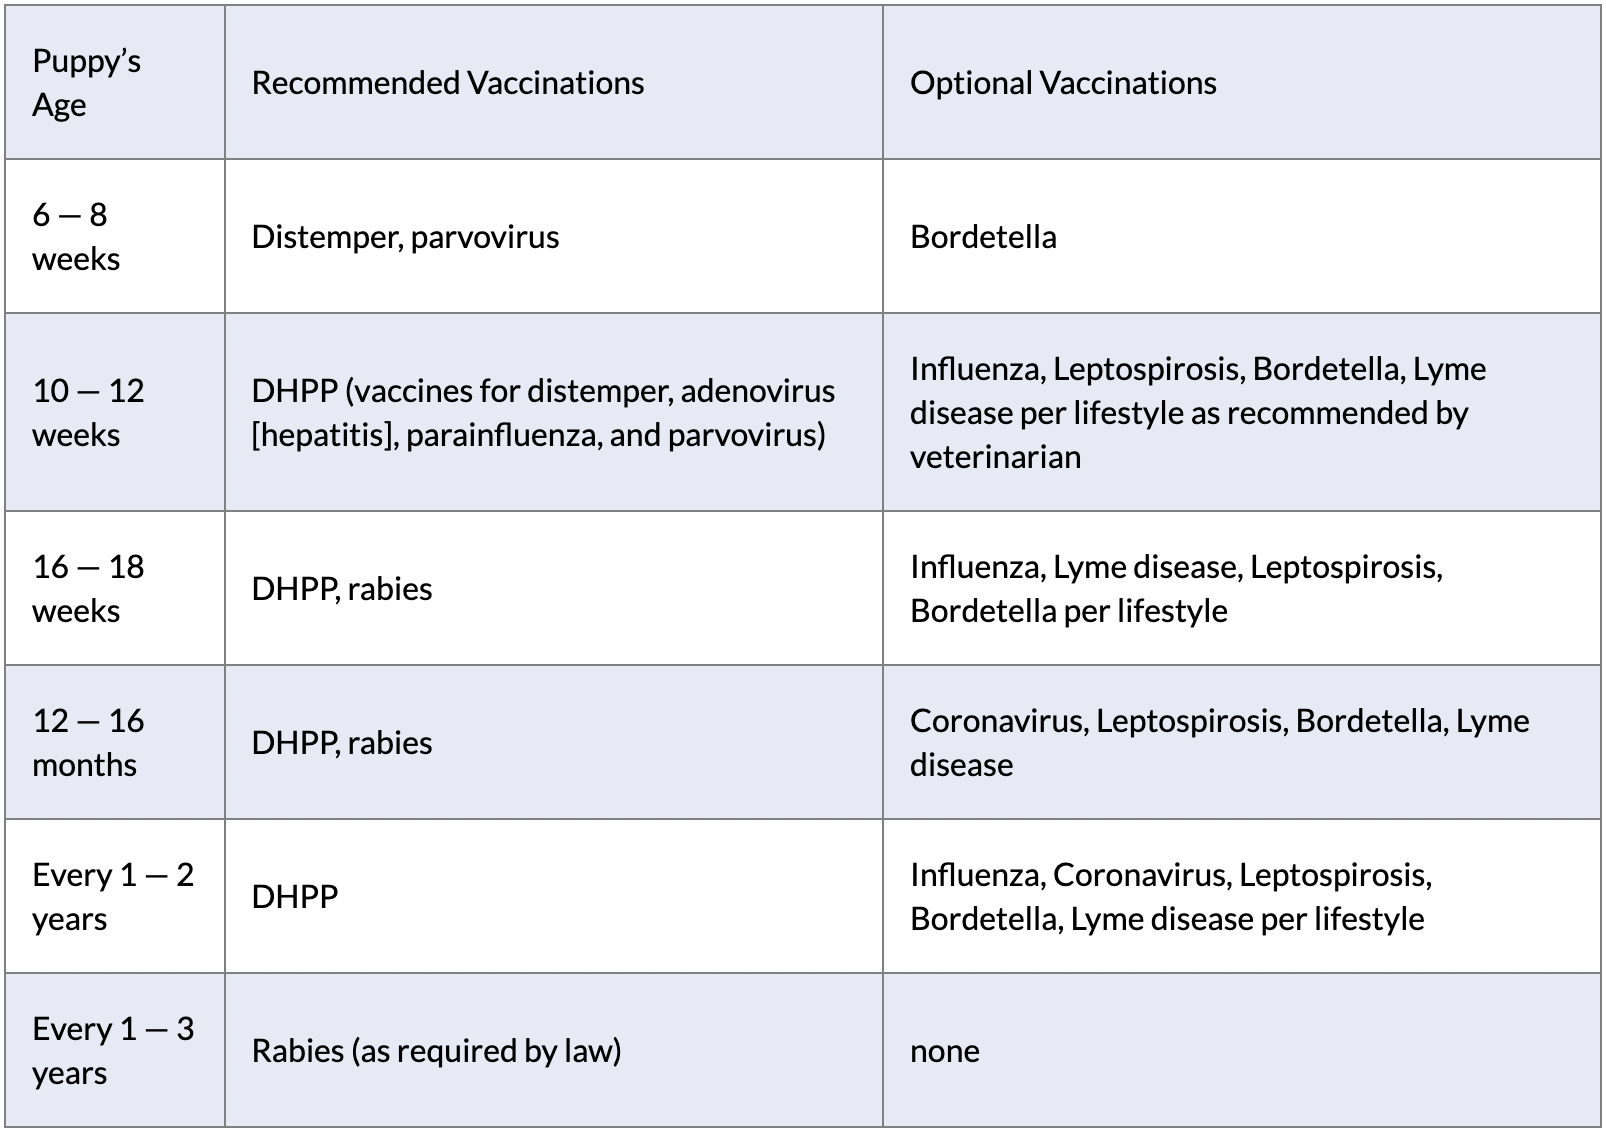 Puppy’s
Age
Recommended Vaccinations
Optional Vaccinations
6 — 8
weeks
Distemper, parvovirus
Bordetella
10 — 12
weeks
DHPP (vaccines for distemper, adenovirus
[hepatitis], parainfluenza, and parvovirus)
Influenza, Leptospirosis, Bordetella, Lyme
disease per lifestyle as recommended by
veterinarian
16 — 18
weeks
DHPP, rabies
Influenza, Lyme disease, Leptospirosis,
Bordetella per lifestyle
12 — 16
months
DHPP, rabies
Coronavirus, Leptospirosis, Bordetella, Lyme
disease
Every 1 — 2
years
DHPP
Influenza, Coronavirus, Leptospirosis,
Bordetella, Lyme disease per lifestyle
Every 1 — 3
years
Rabies (as required by law)
none